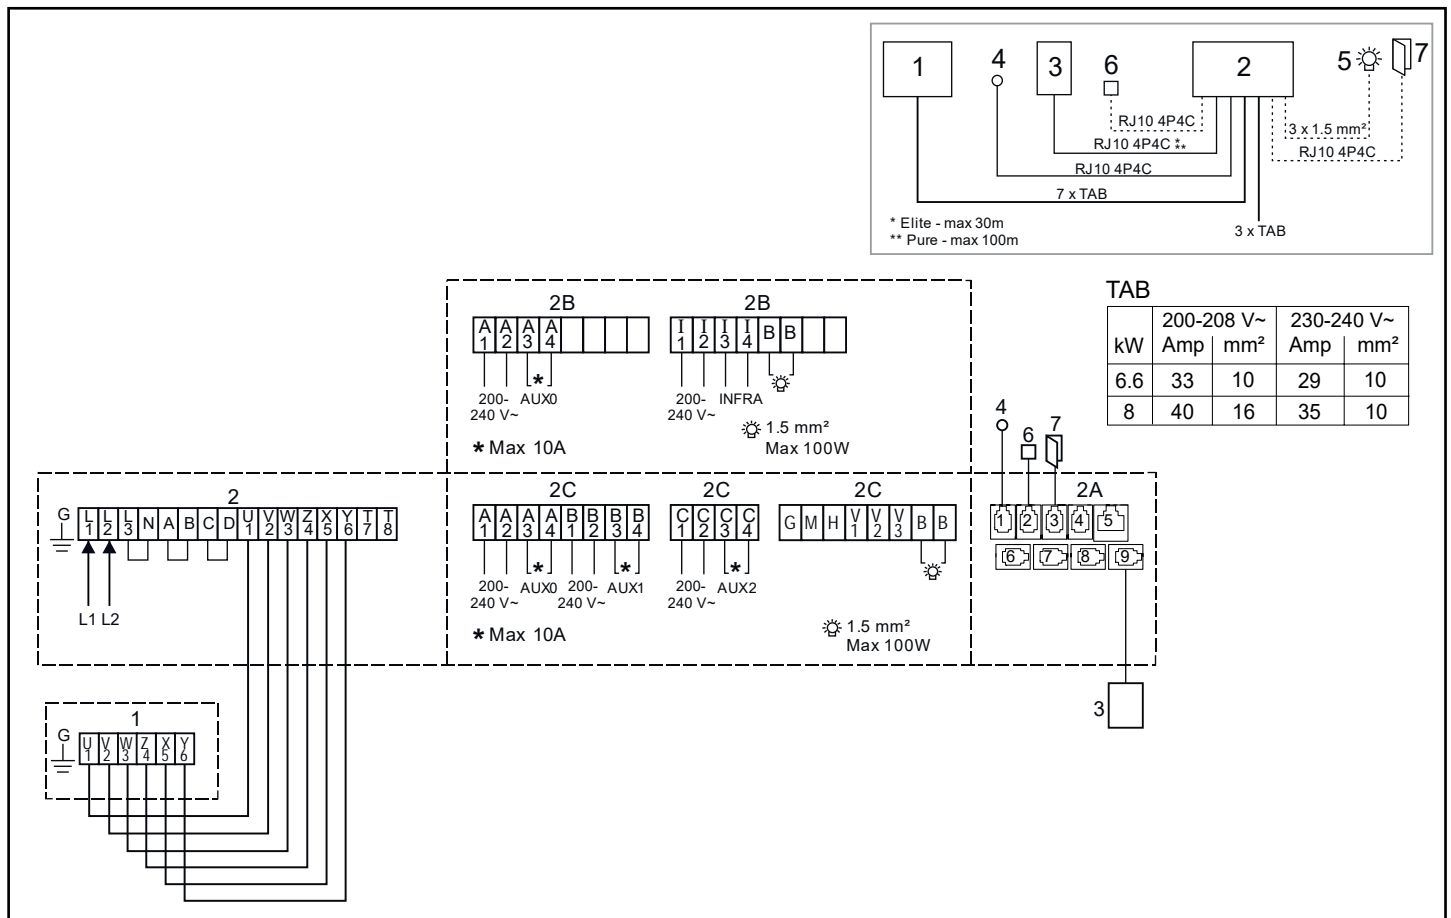 1
4
3
6
2
5
7
RJ10 4P4C
3 x 1.5 mm²
RJ10 4P4C *
**
RJ10 4P4C
RJ10 4P4C
7 x TAB
* Elite - max 30m
** Pure - max 100m
3 x TAB
TAB
kW
200-208 V~
230-240 V~
Amp
mm²
Amp
mm²
6.6 33 10 29 10
8 40 16 35 10
2B
A1 A2 A3 A4
200-
240 V~
*
AUX0
* Max 10A
2B
I1 I2 I3 I4 B B
200-
240 V~
INFRA
1.5 mm²
Max 100W
2
G
L1 L2 L3 N A B C D U1 V2 W3 Z4 X5 Y6 T7 T8
L1 L2
2C
A1 A2 A3 A4 B1 B2 B3 B4
200-
240 V~
*
AUX0
200-
240 V~
*
AUX1
* Max 10A
2C
C1 C2 C3 C4
200-
240 V~
*
AUX2
2C
G M H V1 V2 V3 B B
1.5 mm²
Max 100W
4
6
7
2A
1 2 3 4 5
6 7 8 9
3
1
G
U1 V2 W3 Z4 X5 Y6